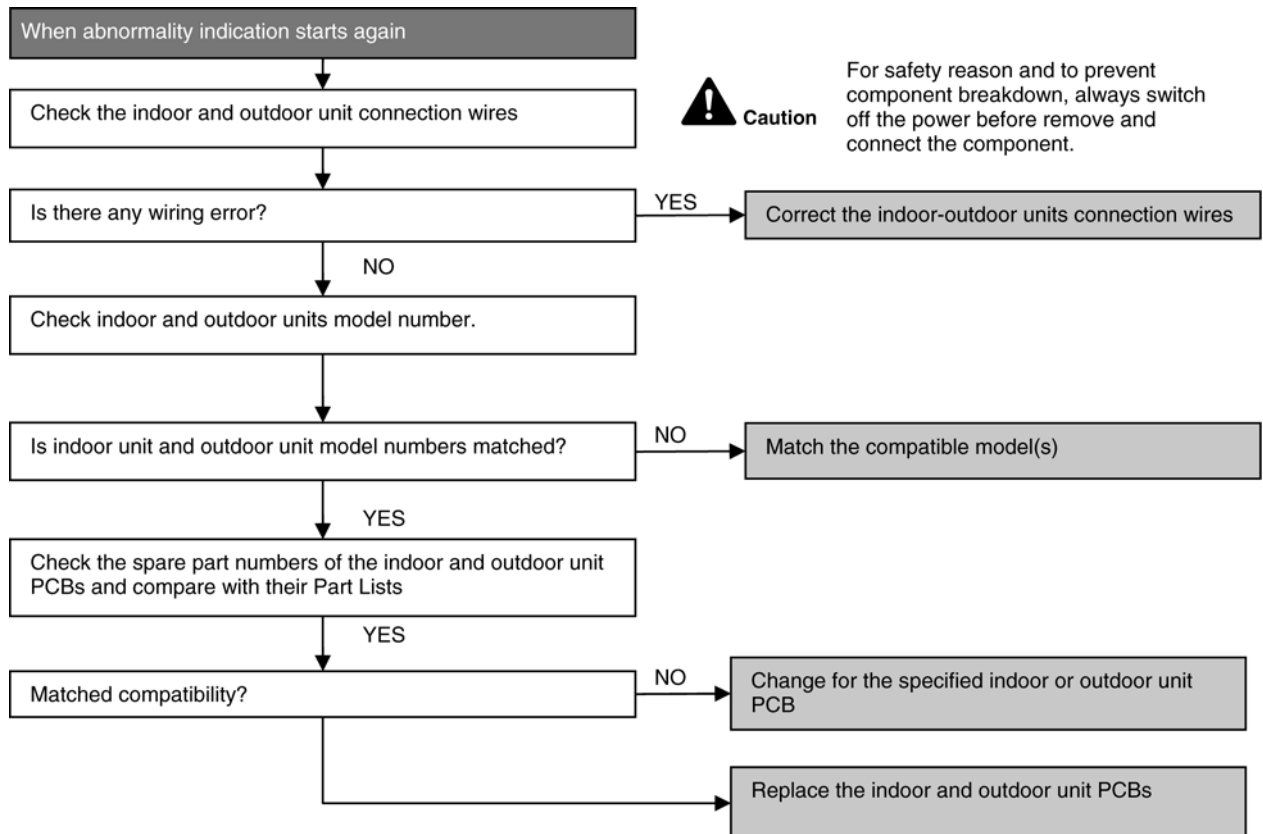 When abnormality indication starts again
Check the indoor and outdoor unit connection wires
Caution
For safety reason and to prevent
component breakdown, always switch
off the power before remove and
connect the component.
Is there any wiring error?
YES
Correct the indoor-outdoor units connection wires
NO
Check indoor and outdoor units model number.
Is indoor unit and outdoor unit model numbers matched?
NO
Match the compatible model(s)
YES
Check the spare part numbers of the indoor and outdoor unit
PCBs and compare with their Part Lists
YES
Matched compatibility?
NO
Change for the specified indoor or outdoor unit
PCB
Replace the indoor and outdoor unit PCBs